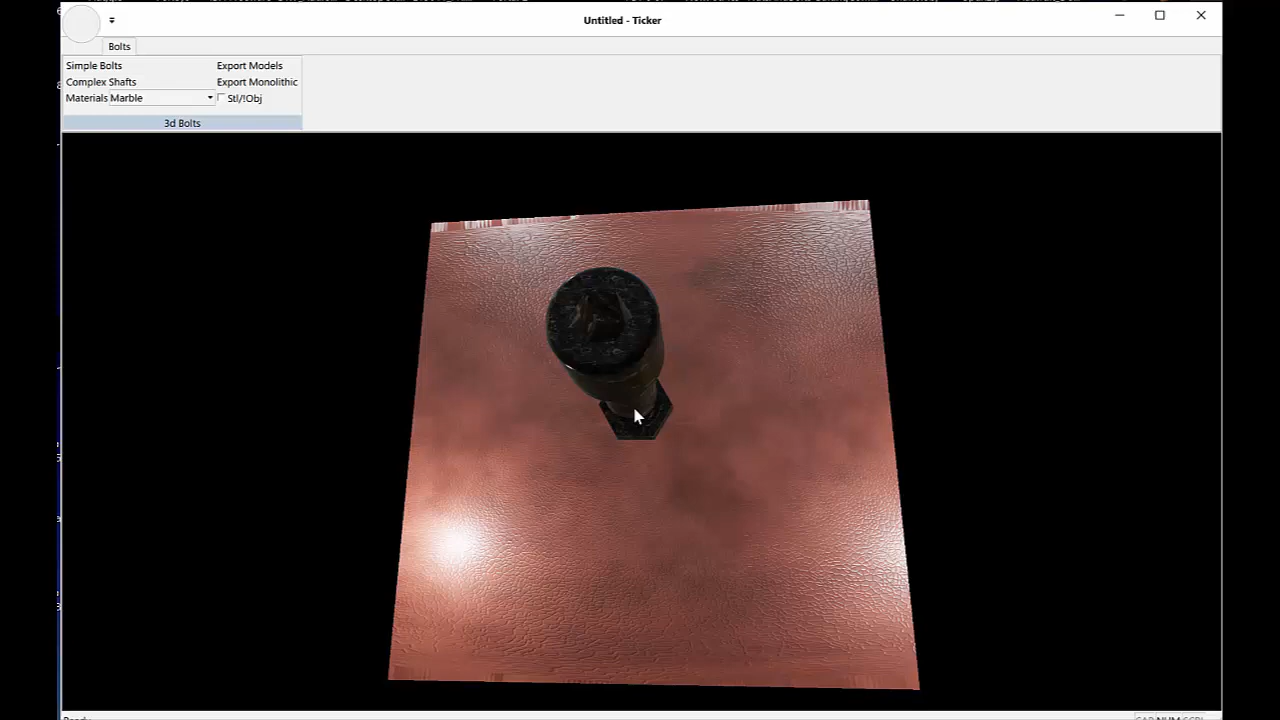 Untitled - Ticker
Bolts
Simple Bolts
Export Models
Complex Shafts
Export Monolithic
Materials Marble
Stl/!Obj
3d Bolts